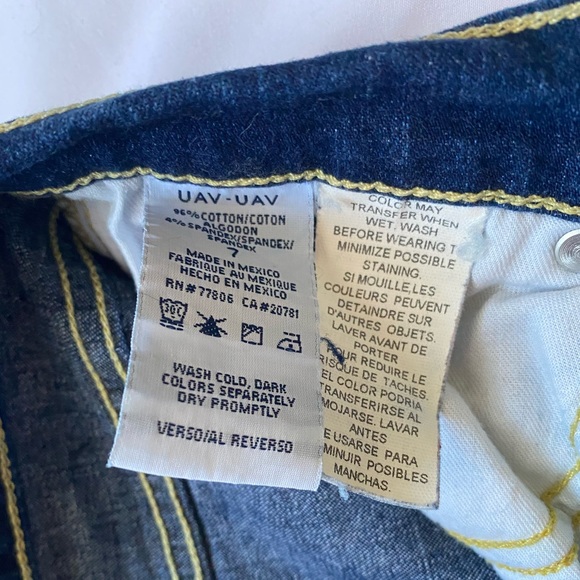 UAV-UAV
96% COTTON/COTON
ALGODON
4% SPANDEX/SPANDEX/
SPANDEX
7
MADE IN MEXICO
FABRIQUE AU MEXIQUE
HECHO EN MEXICO
RN#77806 CA#20781
30C
WASH COLD, DARK
COLORS SEPARATELY
DRY PROMPTLY
VERSO/AL REVERSO
COLOR MAY
TRANSFER WHEN
WET. WASH
BEFORE WEARING T
MINIMIZE POSSIBLE
STAINING.
SI MOUILLE,LES
COULEURS PEUVENT
DETAINDRE SUR
D'AUTRES OBJETS.
LAVER AVANT DE
PORTER
UR REDUIRE LE
RISQUE DE TACHES.
EL COLOR PODRIA
TRANSFERIRSE AL
MOJARSE. LAVAR
ANTES
E USARSE PARA
MINUIR POSIBLES
MANCHAS.